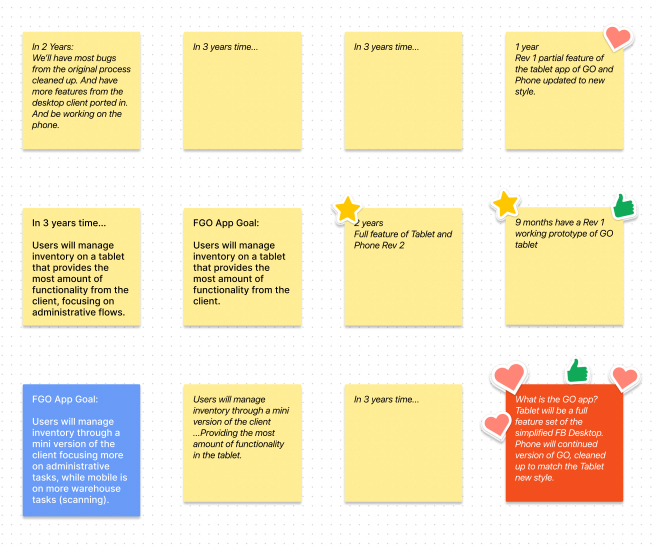 In 2 Years:
We'll have most bugs
from the original process
cleaned up. And have
more features from the
desktop client ported in.
And be working on the
phone.
In 3 years time...
In 3 years time...
1 year
Rev 1 partial feature of
the tablet app of GO and
Phone updated to new
style.
In 3 years time...
Users will manage
inventory on a tablet
that provides the
most amount of
functionality from the
client, focusing on
administrative flows.
FGO App Goal:
Users will manage
inventory on a tablet
that provides the
most amount of
functionality from the
client.
2 years
Full feature of Tablet and
Phone Rev 2
9 months have a Rev 1
working prototype of GO
tablet
FGO App Goal:
Users will manage
inventory through a
mini version of the
client focusing more
on administrative
tasks, while mobile is
on more warehouse
tasks (scanning).
Users will manage
inventory through a mini
version of the client
...Providing the most
amount of functionality
in the tablet.
In 3 years time...
What is the GO app?
Tablet will be a full
feature set of the
simplified FB Desktop.
Phone will continued
version of GO, cleaned
up to match the Tablet
new style.